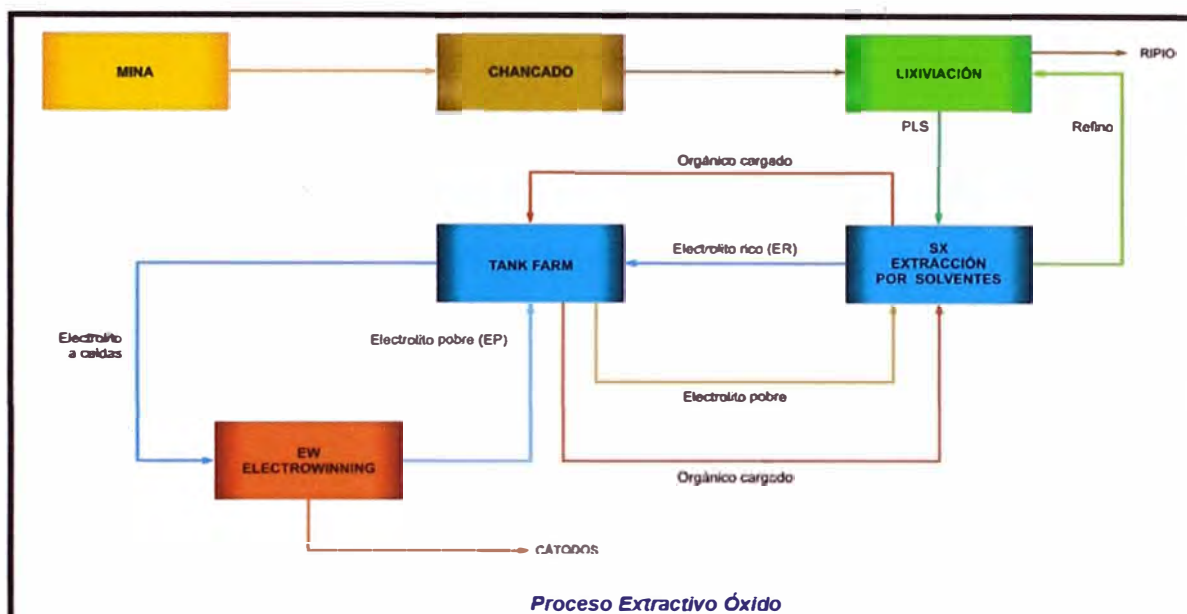 MINA
CHANCADO
LIXIVIACIÓN
RIPIO
PLS
Refino
Orgánico cargado
TANK FARM
Electrolito rico (ER)
SX
EXTRACCIÓN
POR SOLVENTES
Electrolito
a celdas
Electrolito pobre (EP)
Electrolito pobre
EW
ELECTROWINNING
Orgánico cargado
CÁTODOS
Proceso Extractivo Óxido